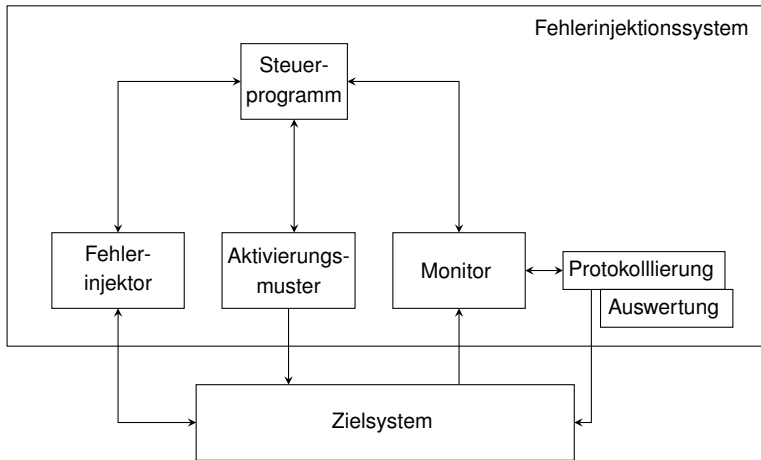 Fehlerinjektionssystem
Steuer-
programm
Fehler-
injektor
Aktivierungs-
muster
Monitor
Protokolllierung
Auswertung
Zielsystem